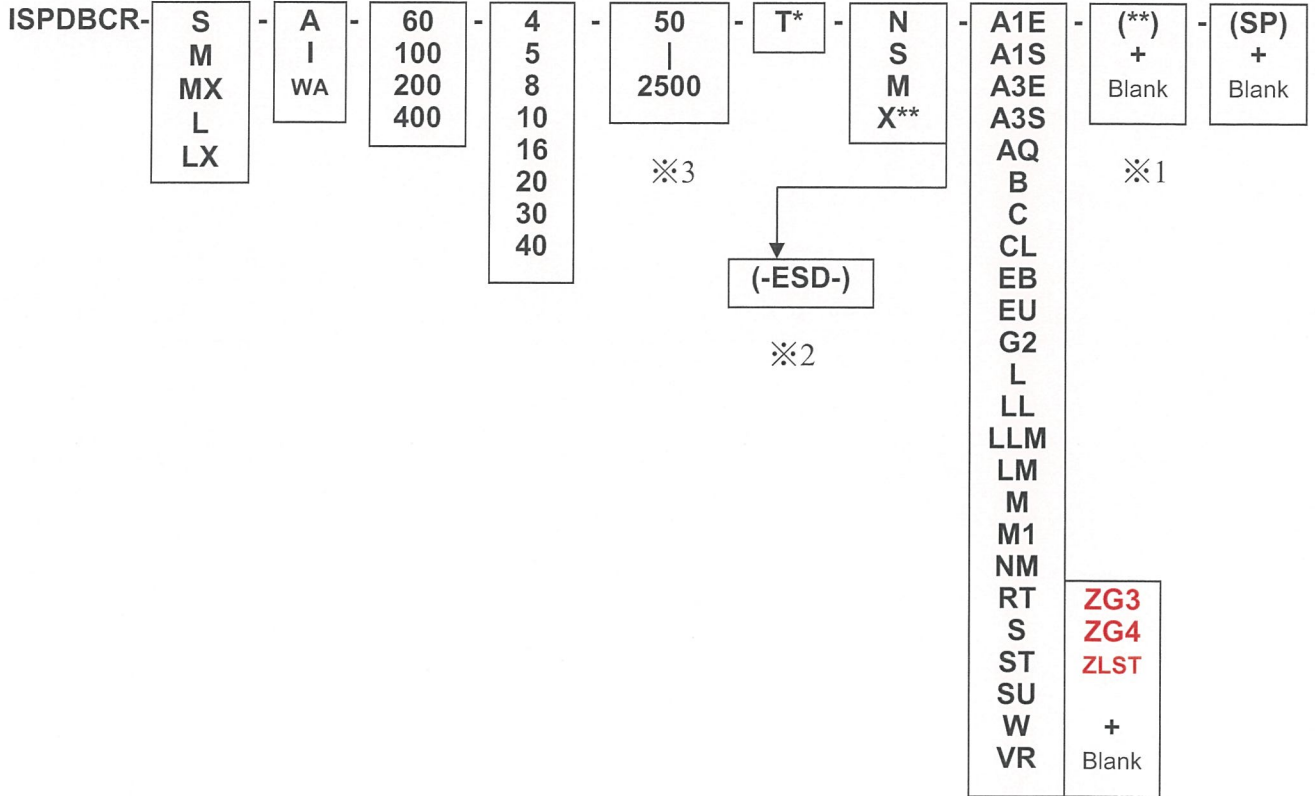 ISPDBCR- S - A - 60 - 4 - 50 - T* - N - A1E - (**) - (SP)
M I 100 5 | S A1S + +
MX WA 200 8 2500 M A3E Blank Blank
L 400 10 X** A3S
LX 16 AQ
※3 ※1
20 B
30 C
40 CL
(-ESD-) EB
EU
※2 G2
L
LL
LLM
LM
M
M1
NM
RT ZG3
S ZG4
ST ZLST
SU
W +
VR Blank